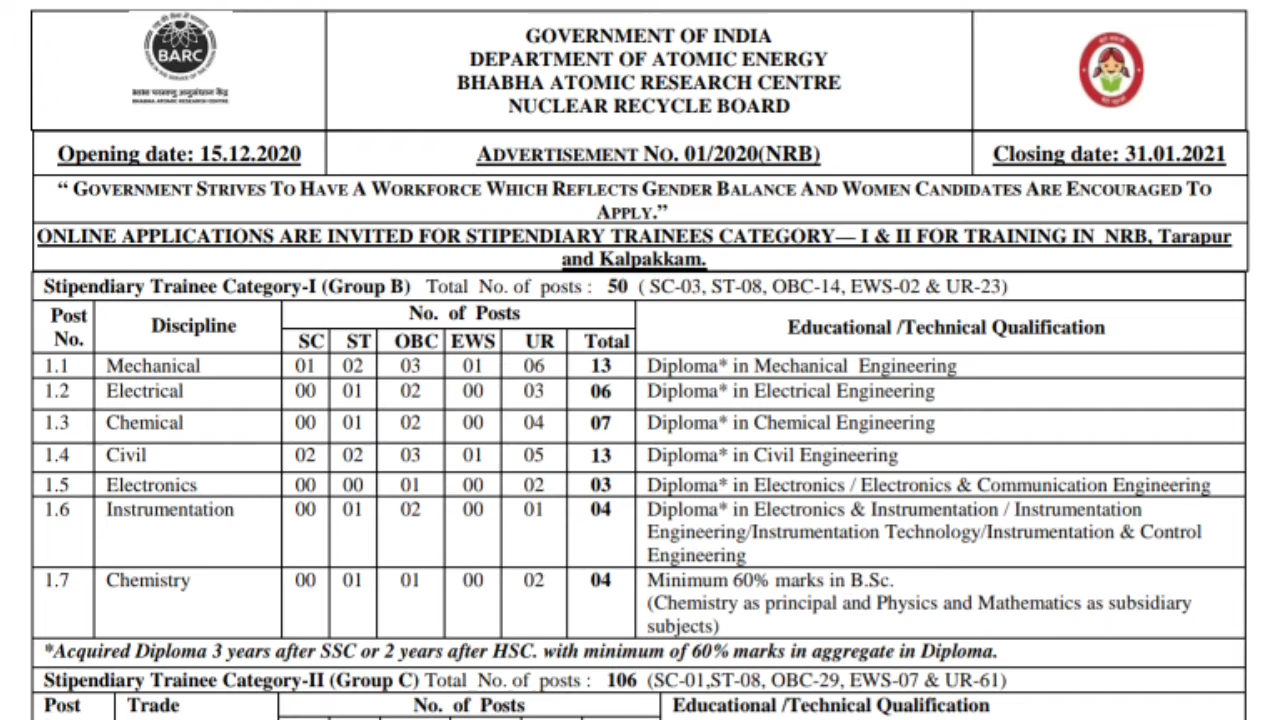 BARC
भाभा परमाणु अनुसंधान केंद्र
BHABHA ATOMIC RESEARCH CENTRE
GOVERNMENT OF INDIA
DEPARTMENT OF ATOMIC ENERGY
BHABHA ATOMIC RESEARCH CENTRE
NUCLEAR RECYCLE BOARD
Opening date: 15.12.2020 ADVERTISEMENT NO. 01/2020(NRB) Closing date: 31.01.2021
“ GOVERNMENT STRIVES TO HAVE A WORKFORCE WHICH REFLECTS GENDER BALANCE AND WOMEN CANDIDATES ARE ENCOURAGED TO
APPLY.”
ONLINE APPLICATIONS ARE INVITED FOR STIPENDIARY TRAINEES CATEGORY— I & II FOR TRAINING IN NRB, Tarapur
and Kalpakkam.
Stipendiary Trainee Category-I (Group B) Total No. of posts : 50 ( SC-03, ST-08, OBC-14, EWS-02 & UR-23)
Post No. Discipline No. of Posts Educational /Technical Qualification
SC ST OBC EWS UR Total
1.1 Mechanical 01 02 03 01 06 13 Diploma* in Mechanical Engineering
1.2 Electrical 00 01 02 00 03 06 Diploma* in Electrical Engineering
1.3 Chemical 00 01 02 00 04 07 Diploma* in Chemical Engineering
1.4 Civil 02 02 03 01 05 13 Diploma* in Civil Engineering
1.5 Electronics 00 00 01 00 02 03 Diploma* in Electronics / Electronics & Communication Engineering
1.6 Instrumentation 00 01 02 00 01 04 Diploma* in Electronics & Instrumentation / Instrumentation
Engineering/Instrumentation Technology/Instrumentation & Control
Engineering
1.7 Chemistry 00 01 01 00 02 04 Minimum 60% marks in B.Sc.
(Chemistry as principal and Physics and Mathematics as subsidiary
subjects)
*Acquired Diploma 3 years after SSC or 2 years after HSC. with minimum of 60% marks in aggregate in Diploma.
Stipendiary Trainee Category-II (Group C) Total No. of posts : 106 (SC-01,ST-08, OBC-29, EWS-07 & UR-61)
Post Trade No. of Posts Educational /Technical Qualification